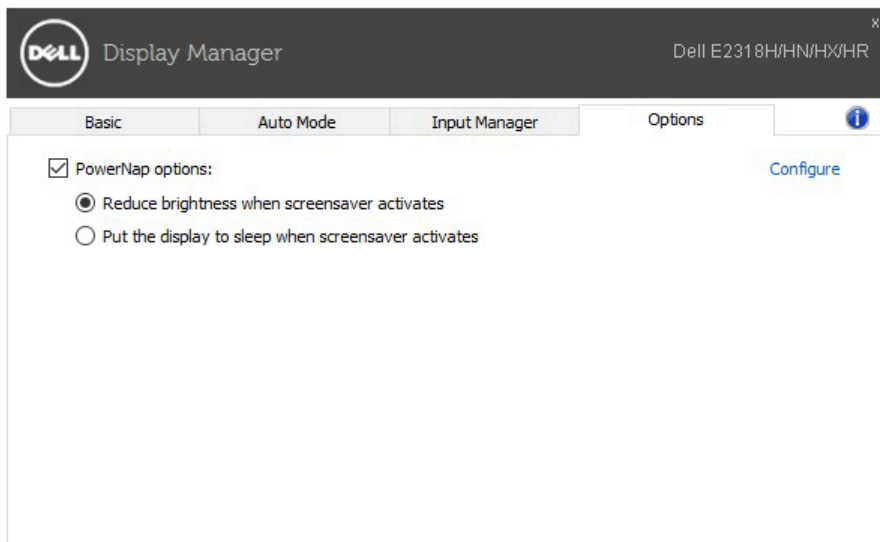 x
DELL Display Manager Dell E2318H/HN/HX/HR
Basic Auto Mode Input Manager Options i
PowerNap options: Configure
Reduce brightness when screensaver activates
Put the display to sleep when screensaver activates